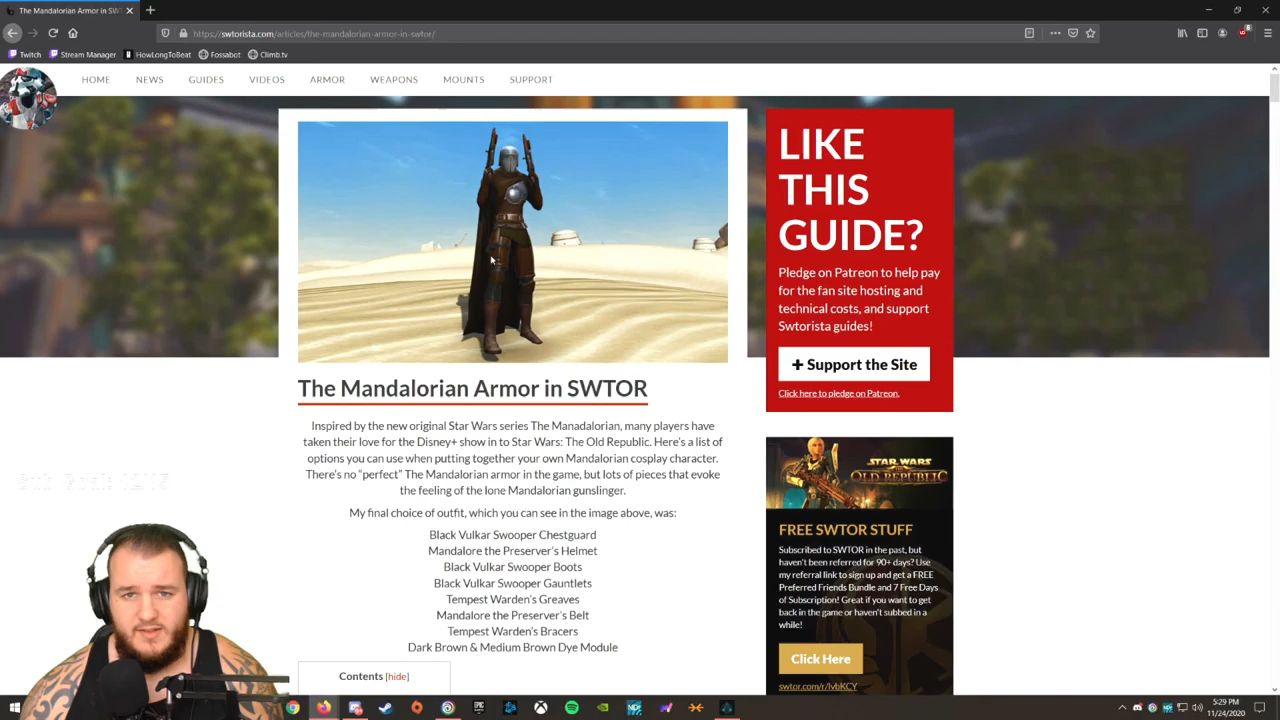 The Mandalorian Armor in SWT
https://swtorista.com/articles/the-mandalorian-armor-in-swtor/
Twitch
Stream Manager
HowLongToBeat
Fossabot
Climb.tv
HOME
NEWS
GUIDES
VIDEOS
ARMOR
WEAPONS
MOUNTS
SUPPORT
The Mandalorian Armor in SWTOR
Inspired by the new original Star Wars series The Manadalorian, many players have
taken their love for the Disney+ show in to Star Wars: The Old Republic. Here's a list of
options you can use when putting together your own Mandalorian cosplay character.
There's no "perfect" The Mandalorian armor in the game, but lots of pieces that evoke
the feeling of the lone Mandalorian gunslinger.
My final choice of outfit, which you can see in the image above, was:
Black Vulkar Swooper Chestguard
Mandalore the Preserver's Helmet
Black Vulkar Swooper Boots
Black Vulkar Swooper Gauntlets
Tempest Warden's Greaves
Mandalore the Preserver's Belt
Tempest Warden's Bracers
Dark Brown & Medium Brown Dye Module
Contents [hide]
LIKE
THIS
GUIDE?
Pledge on Patreon to help pay
for the fan site hosting and
technical costs, and support
Swtorista guides!
+ Support the Site
Click here to pledge on Patreon.
STAR WARS
THE OLD REPUBLIC
FREE SWTOR STUFF
Subscribed to SWTOR in the past, but
haven't been referred for 90+ days? Use
my referral link to sign up and get a FREE
Preferred Friends Bundle and 7 Free Days
of Subscription! Great if you want to get
back in the game or haven't subbed in a
while!
Click Here
swtor.com/r/lvbKCY
5:29 PM
11/24/2020